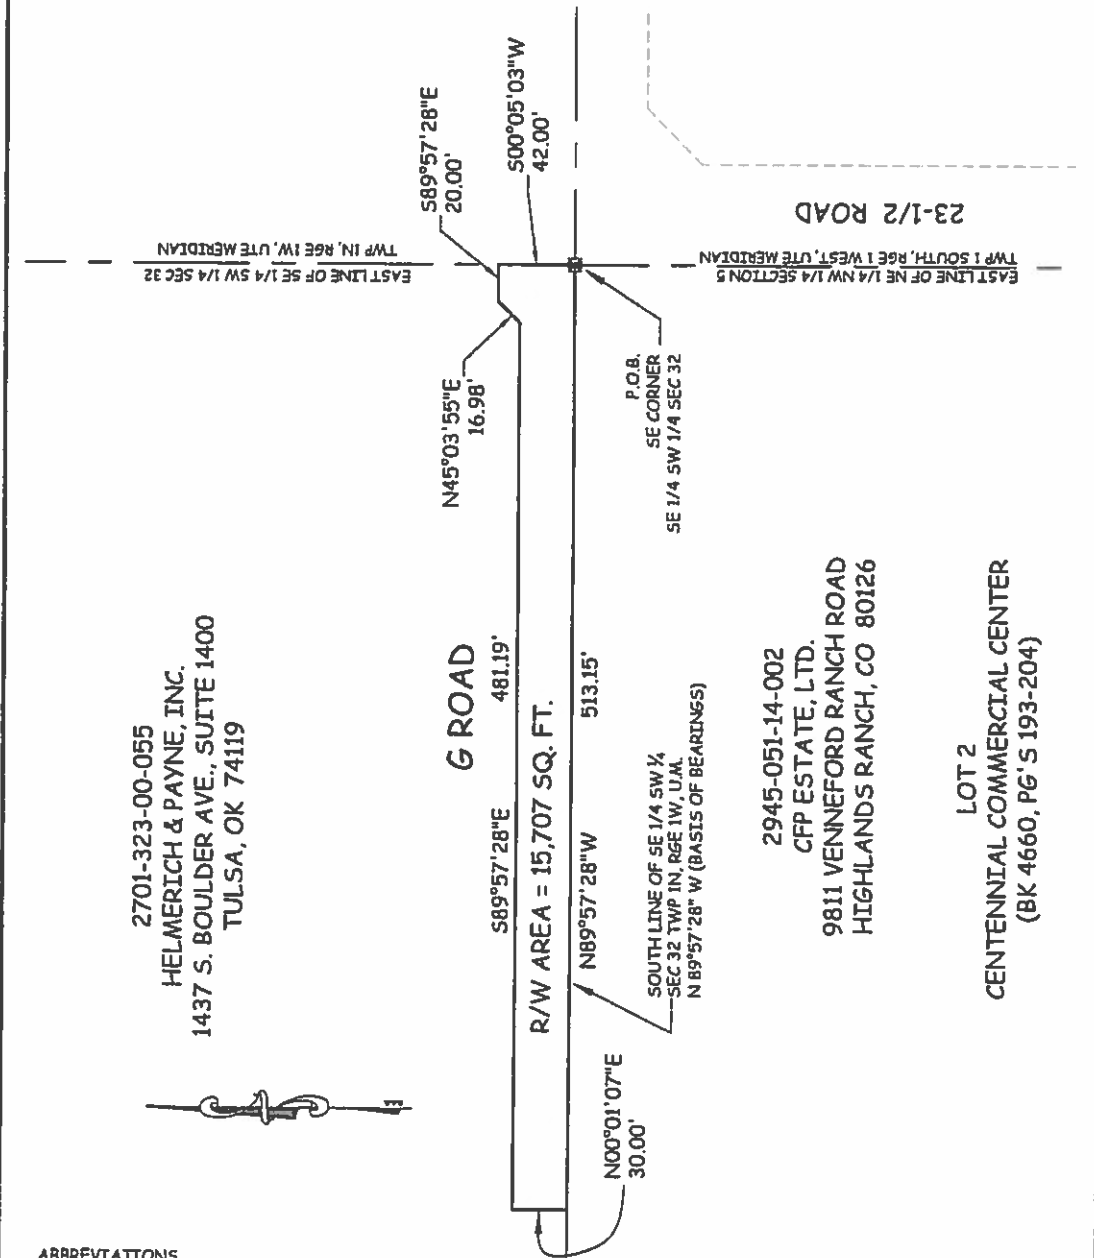 2701-323-00-055
HELMERICH & PAYNE, INC.
1437 S. BOULDER AVE., SUITE 1400
TULSA, OK 74119
EAST LINE OF SE 1/4 SW 1/4 SEC 32
TWP 1N, RGE 1W, UTE MERIDIAN
S89°57'28"E
20.00'
S00°05'03"W
42.00'
N45°03'55"E
16.98'
G ROAD
S89°57'28"E 481.19'
R/W AREA = 15,707 SQ. FT.
N89°57'28"W 513.15'
N00°01'07"E
30.00'
SOUTH LINE OF SE 1/4 SW ¼
SEC 32 TWP 1N, RGE 1W, U.M.
N 89°57'28" W (BASIS OF BEARINGS)
P.O.B.
SE CORNER
SE 1/4 SW 1/4 SEC 32
EAST LINE OF NE 1/4 NW 1/4 SECTION 5
TWP 1 SOUTH, RGE 1 WEST, UTE MERIDIAN
23-1/2 ROAD
2945-051-14-002
CFP ESTATE, LTD.
9811 VENNEFORD RANCH ROAD
HIGHLANDS RANCH, CO 80126
LOT 2
CENTENNIAL COMMERCIAL CENTER
(BK 4660, PG'S 193-204)
ABBREVIATIONS